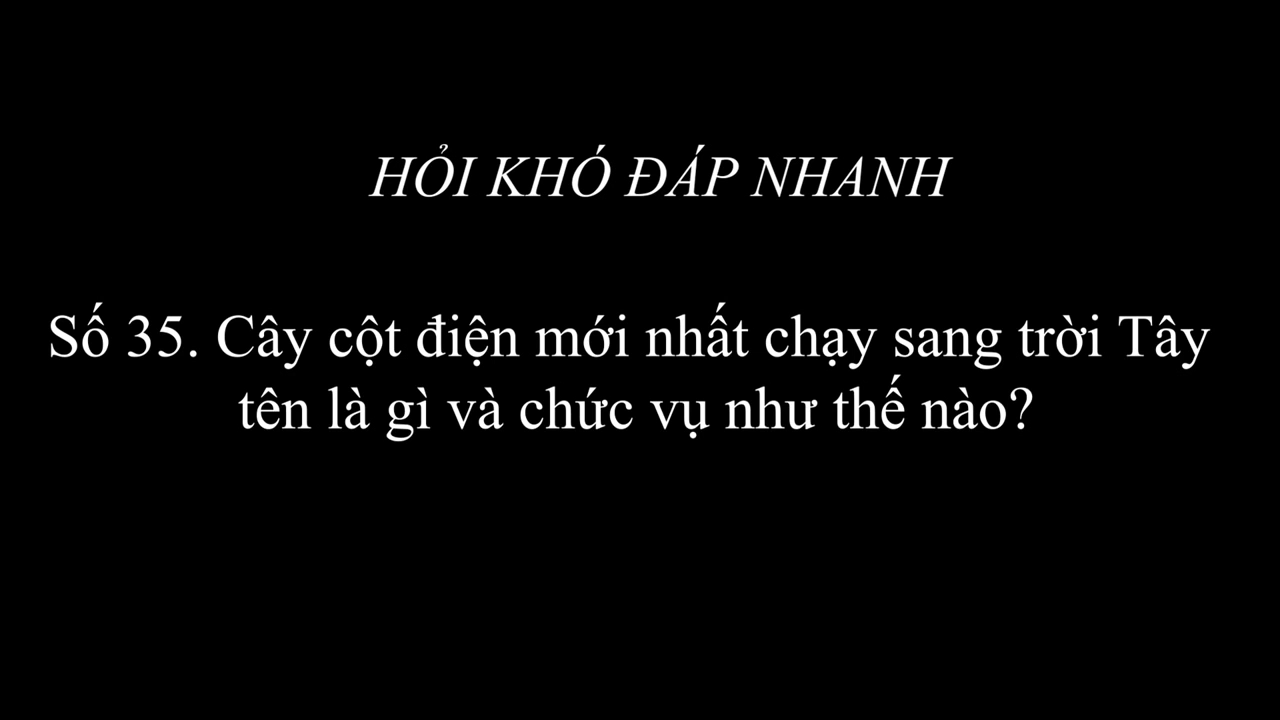 HỎI KHÓ ĐÁP NHANH
Số 35. Cây cột điện mới nhất chạy sang trời Tây
tên là gì và chức vụ như thế nào?